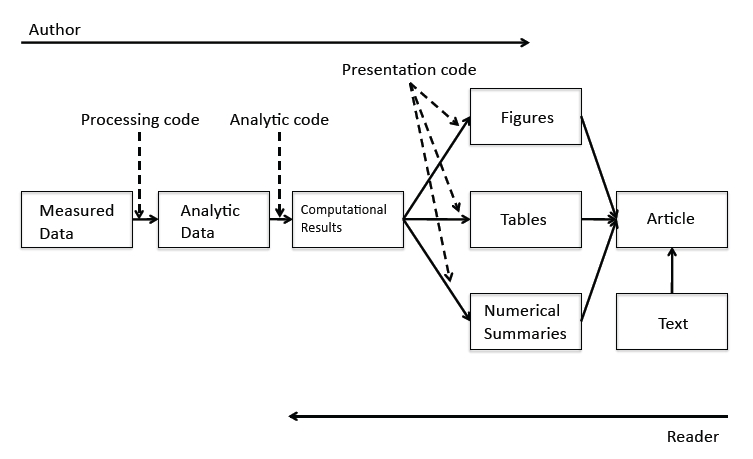 Author
Presentation code
Processing code
Analytic code
Figures
Measured
Data
Analytic
Data
Computational
Results
Tables
Article
Numerical
Summaries
Text
Reader